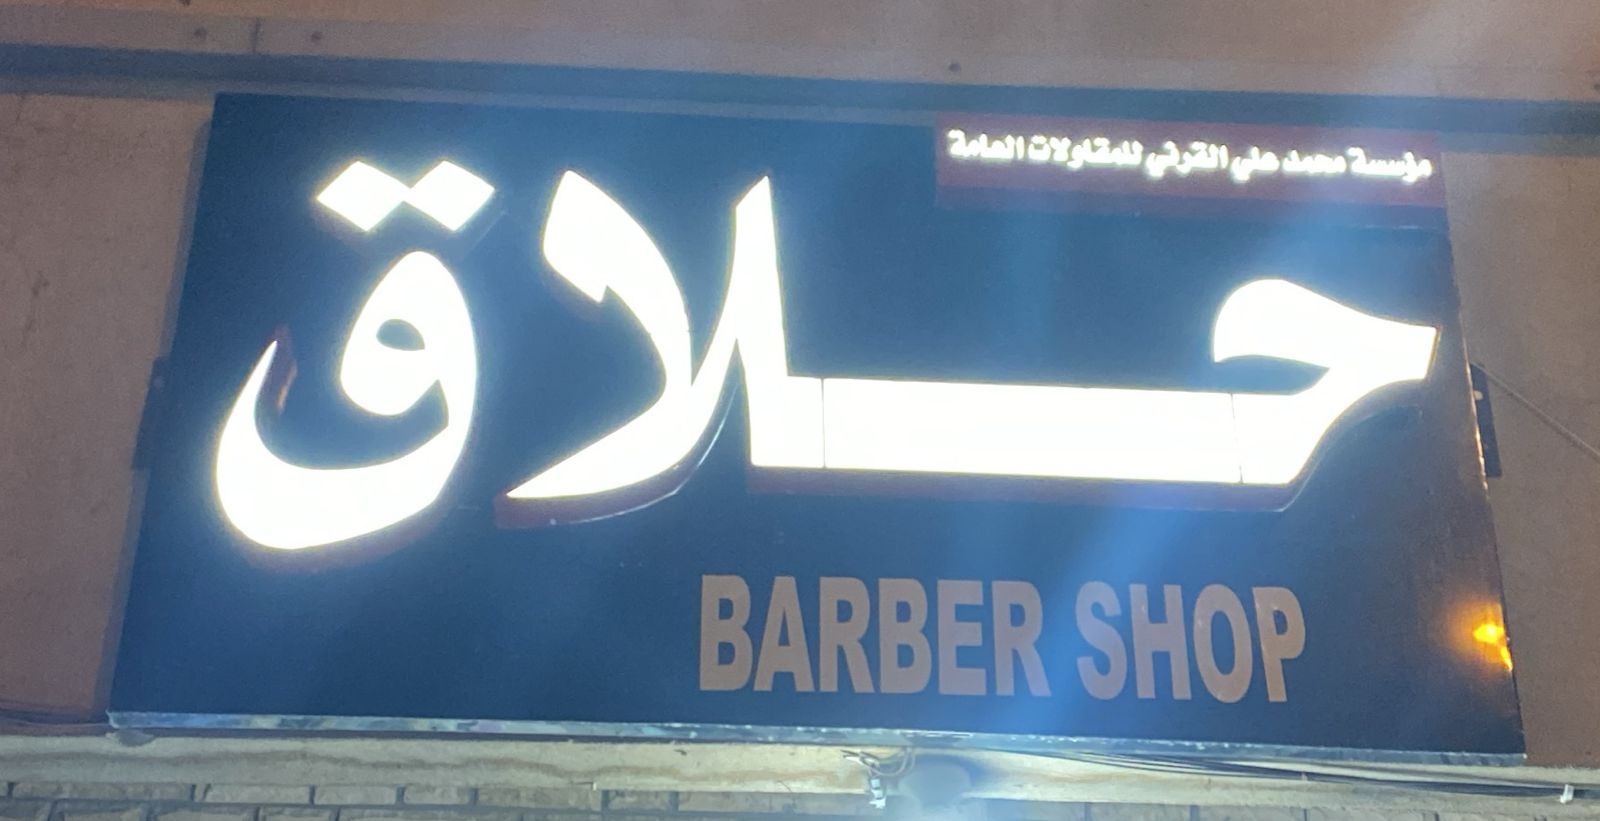 مؤسسة محمد علي القرني للمقاولات العامة
حلاق
BARBER SHOP